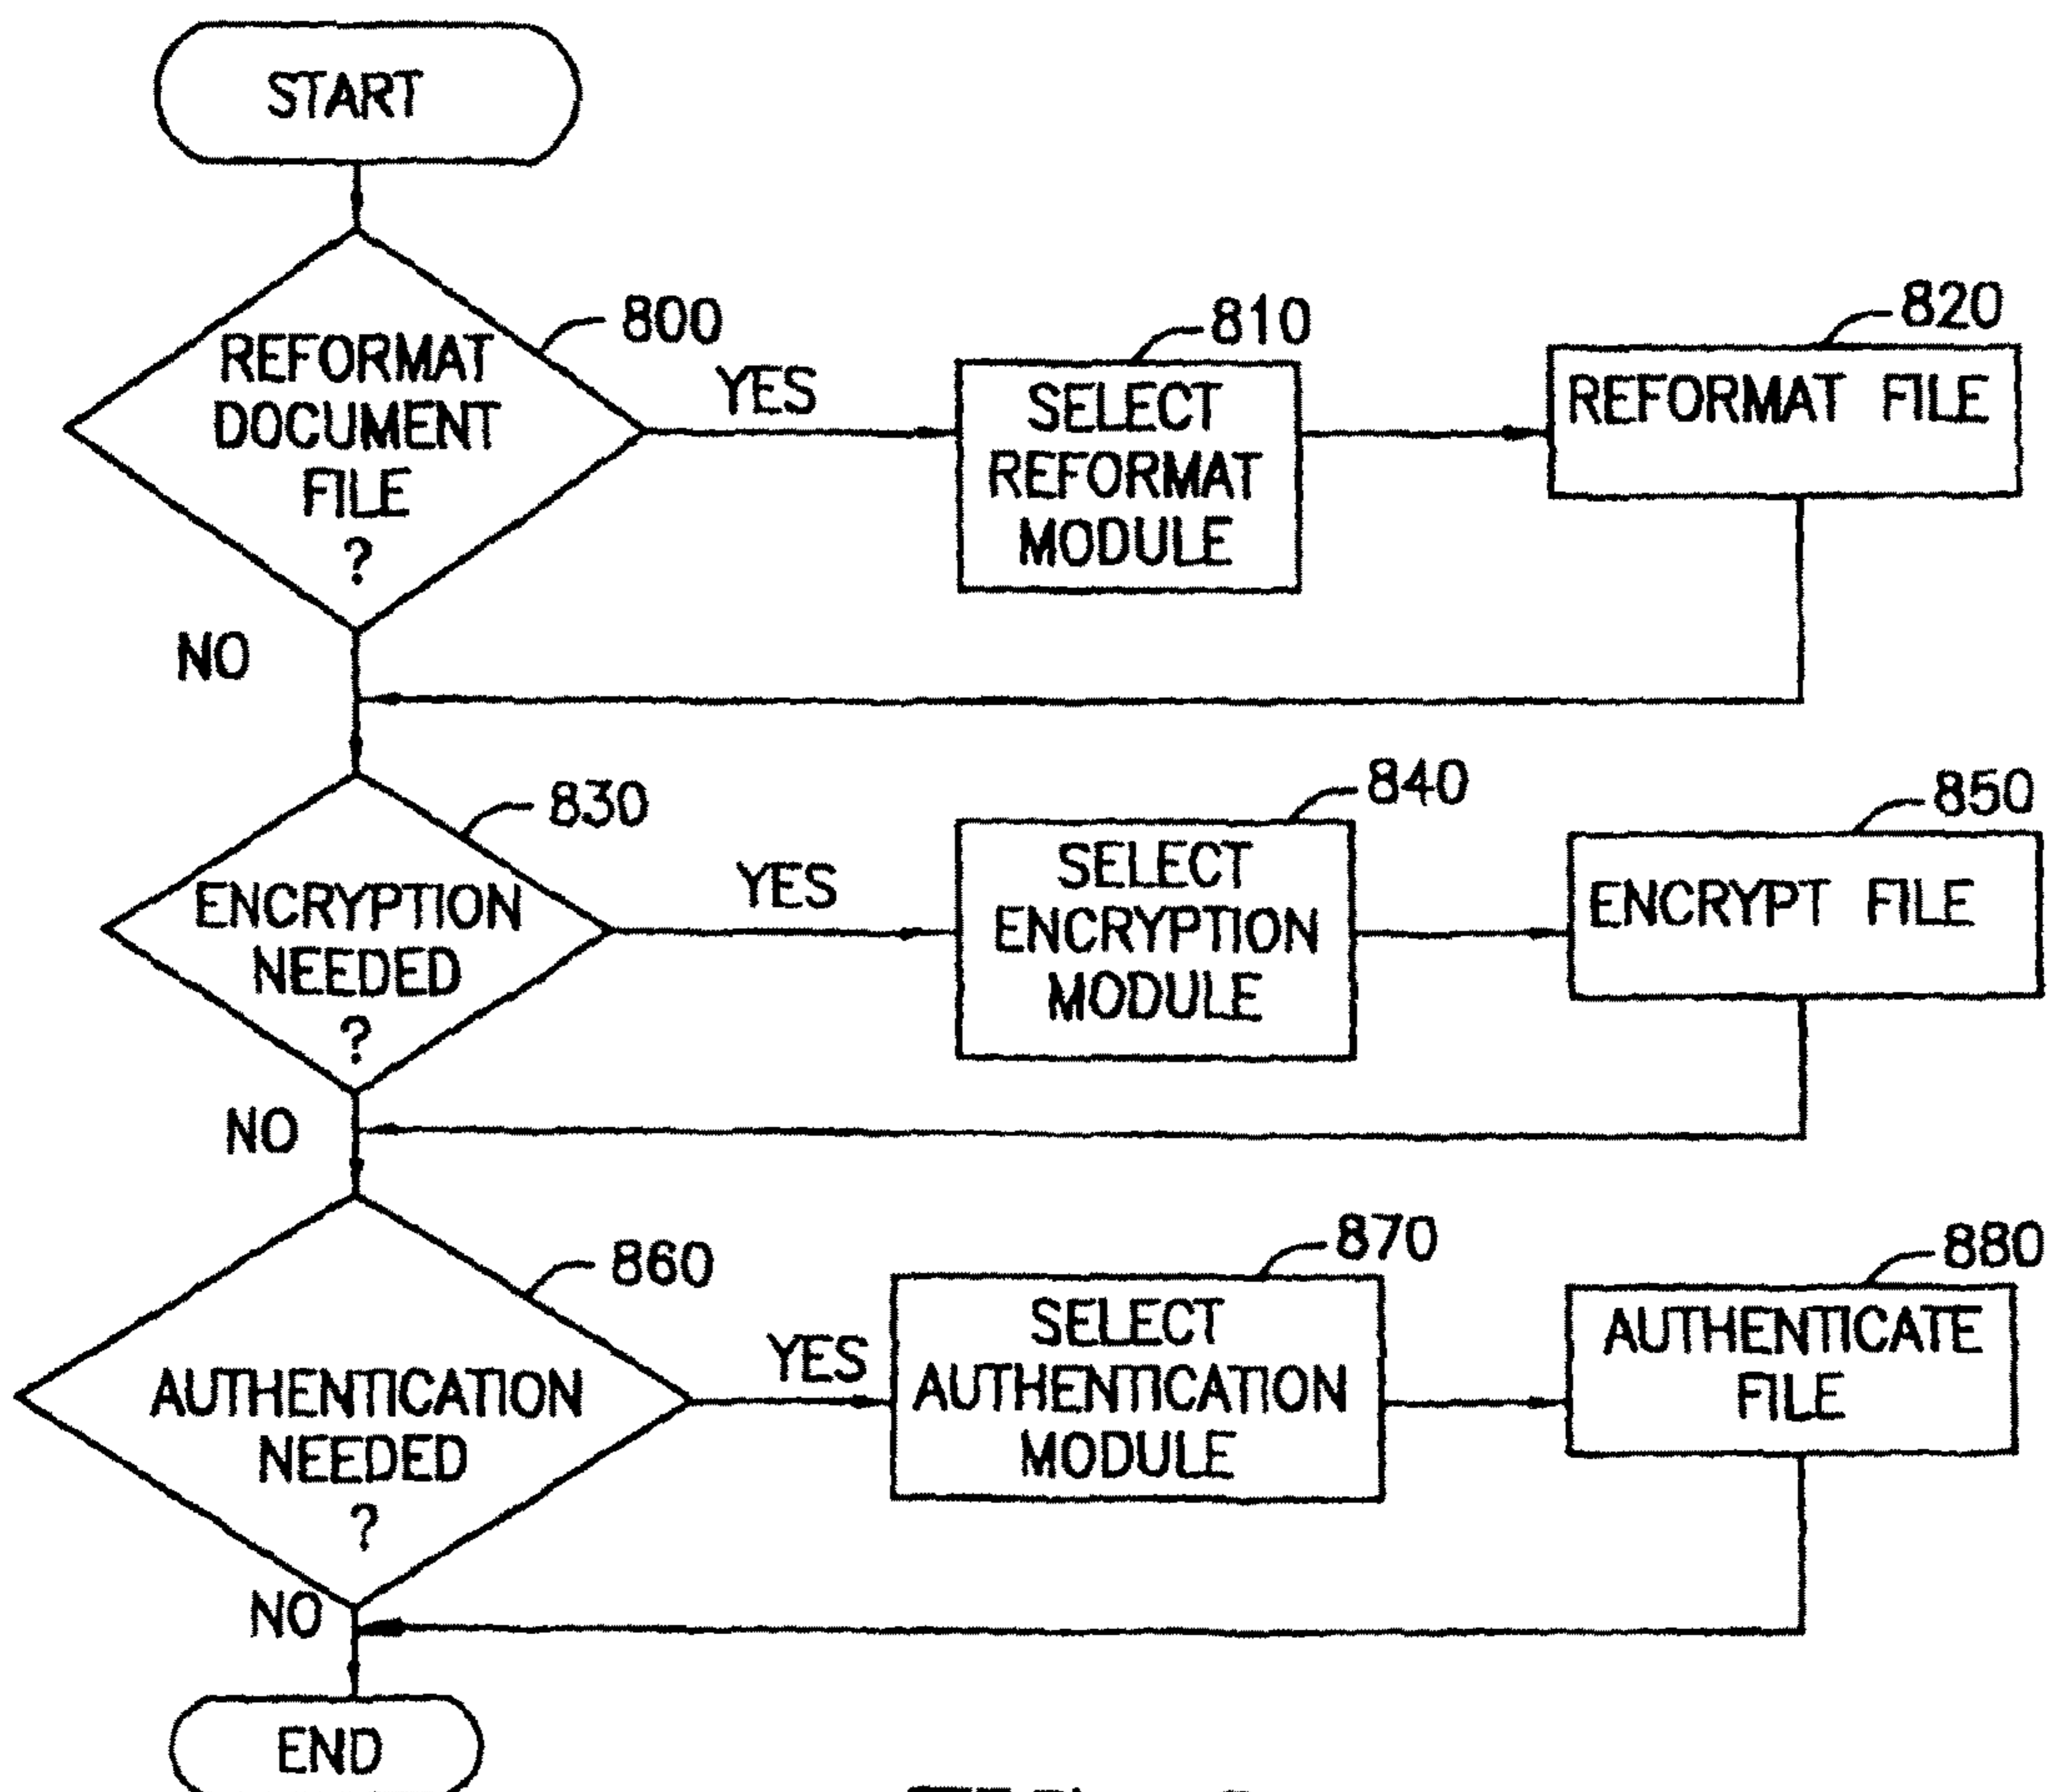 START
800
REFORMAT
DOCUMENT
FILE
?
YES
810
SELECT
REFORMAT
MODULE
820
REFORMAT FILE
NO
830
ENCRYPTION
NEEDED
?
YES
840
SELECT
ENCRYPTION
MODULE
850
ENCRYPT FILE
NO
860
AUTHENTICATION
NEEDED
?
YES
870
SELECT
AUTHENTICATION
MODULE
880
AUTHENTICATE
FILE
NO
END